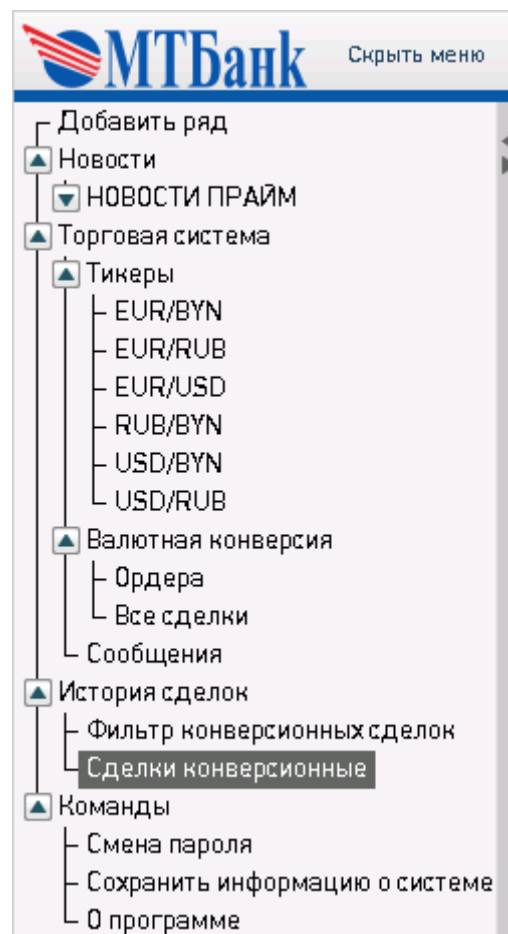 МТБанк Скрыть меню
Добавить ряд
Новости
НОВОСТИ ПРАЙМ
Торговая система
Тикеры
EUR/BYN
EUR/RUB
EUR/USD
RUB/BYN
USD/BYN
USD/RUB
Валютная конверсия
Ордера
Все сделки
Сообщения
История сделок
Фильтр конверсионных сделок
Сделки конверсионные
Команды
Смена пароля
Сохранить информацию о системе
О программе